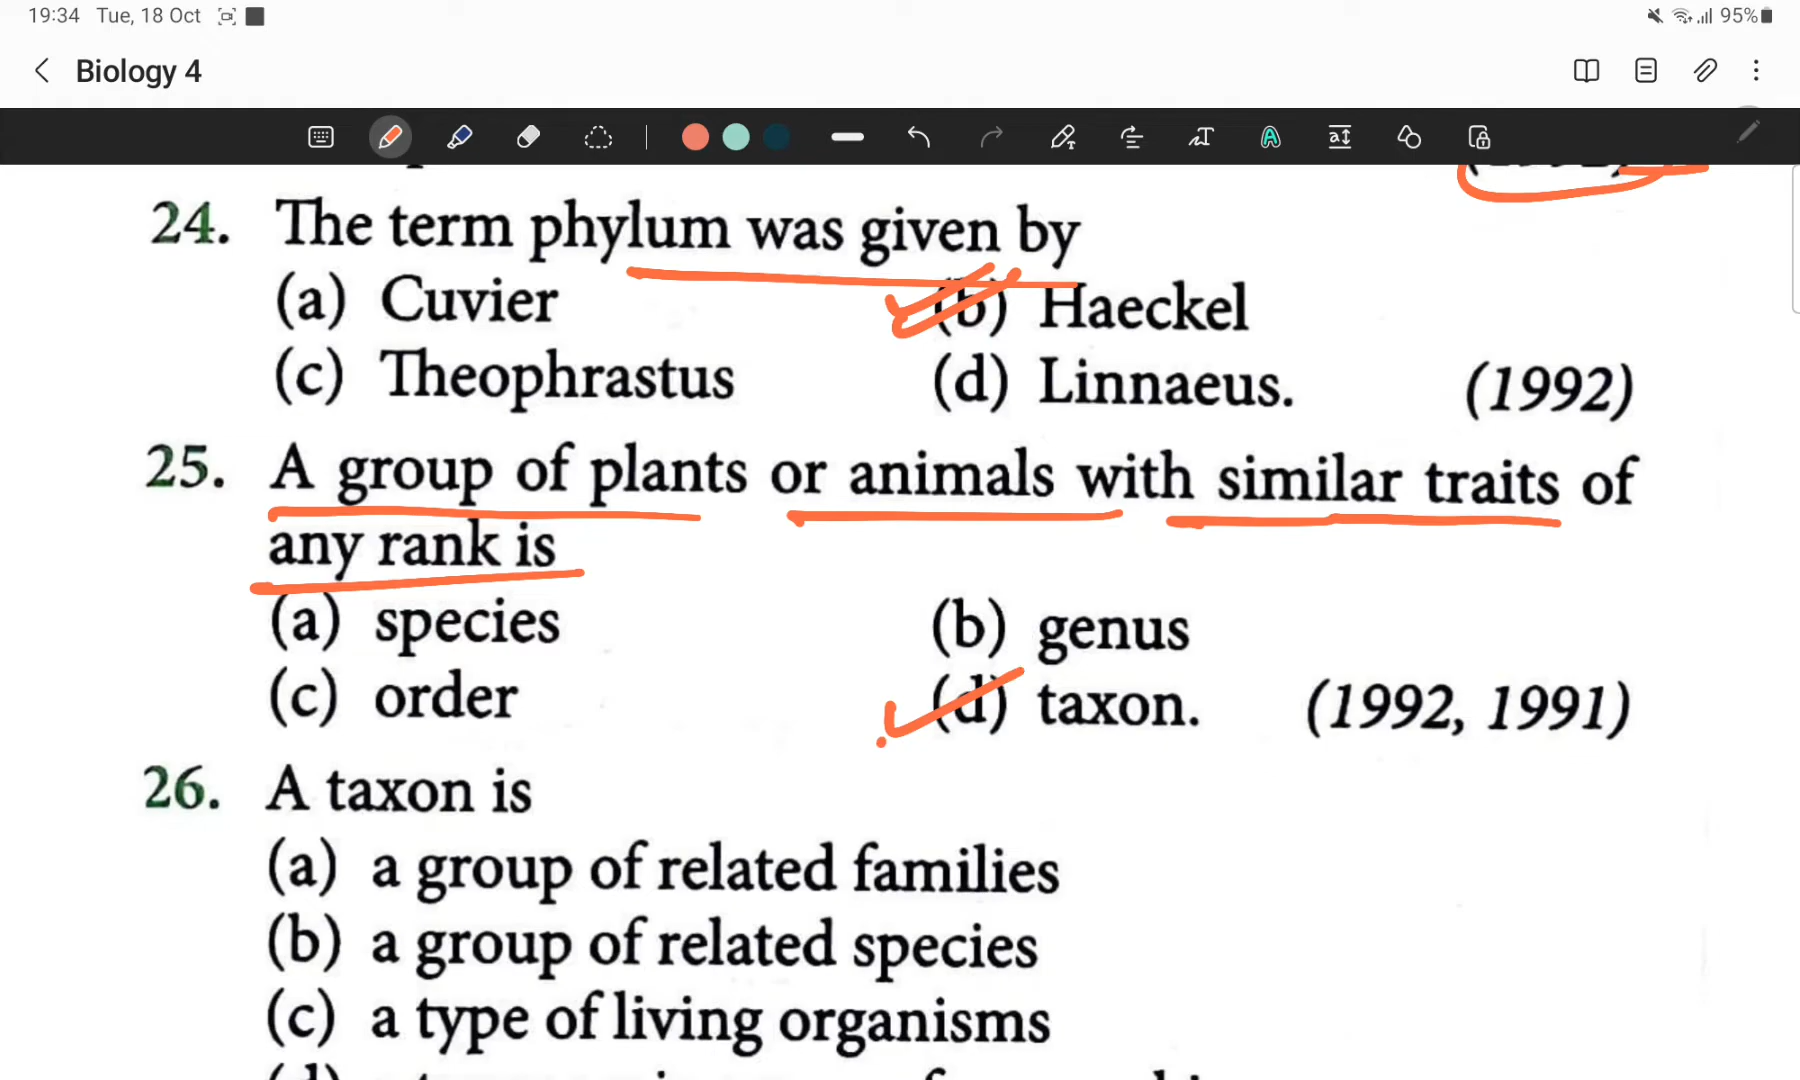 19:34 Tue, 18 Oct 95%
Biology 4
24. The term phylum was given by
(a) Cuvier (b) Haeckel
(c) Theophrastus (d) Linnaeus. (1992)
25. A group of plants or animals with similar traits of
any rank is
(a) species (b) genus
(c) order (d) taxon. (1992, 1991)
26. A taxon is
(a) a group of related families
(b) a group of related species
(c) a type of living organisms